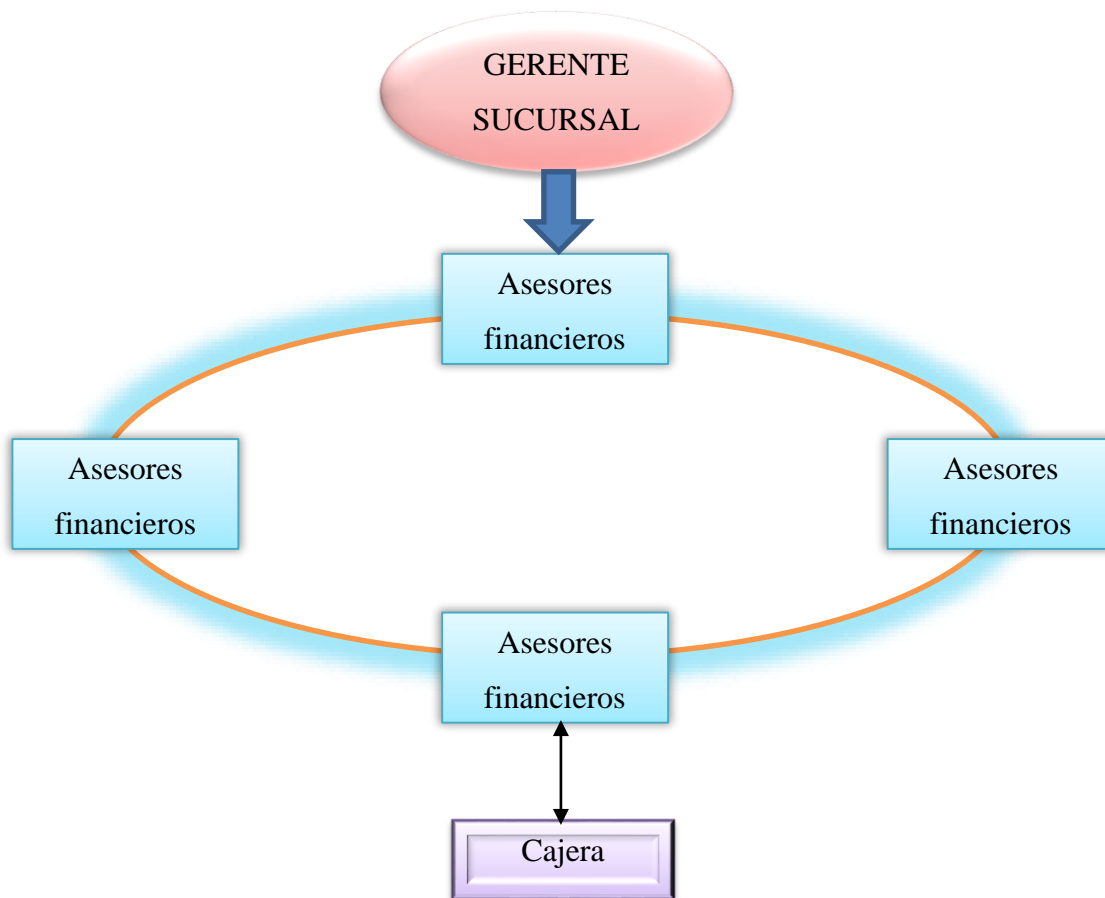 GERENTE
SUCURSAL
Asesores
financieros
Asesores
financieros
Asesores
financieros
Asesores
financieros
Cajera